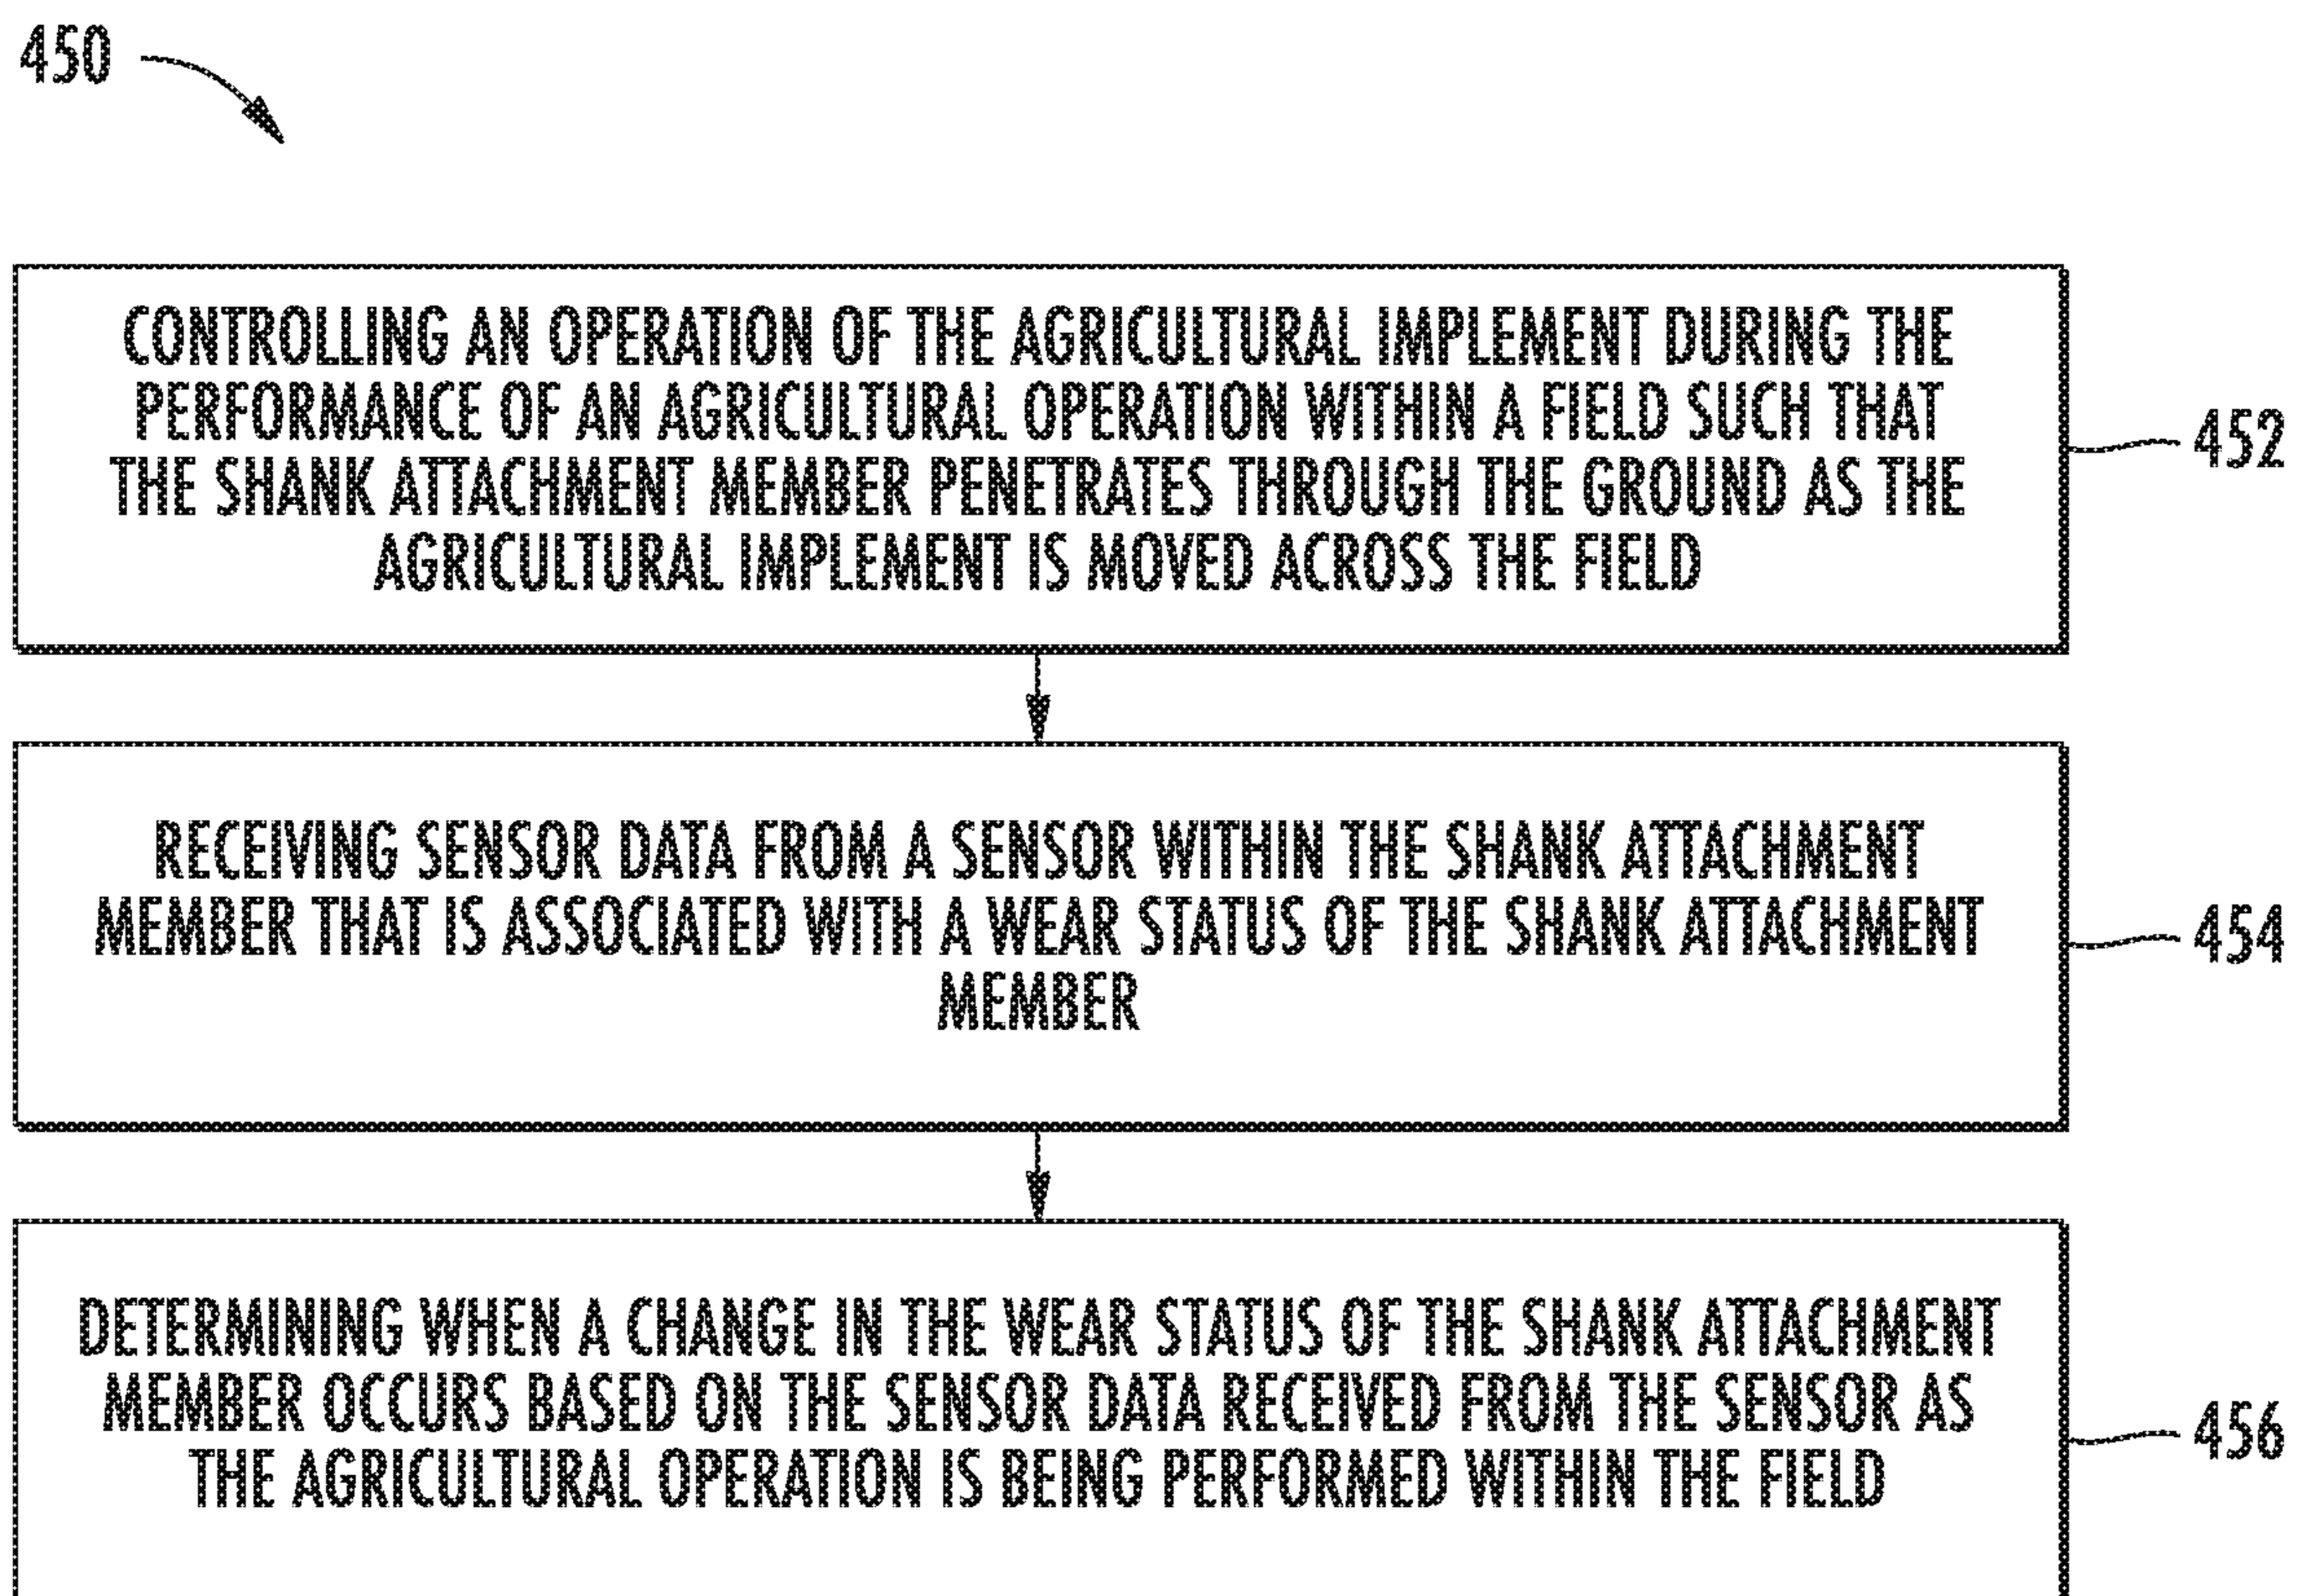 450
CONTROLLING AN OPERATION OF THE AGRICULTURAL IMPLEMENT DURING THE
PERFORMANCE OF AN AGRICULTURAL OPERATION WITHIN A FIELD SUCH THAT
THE SHANK ATTACHMENT MEMBER PENETRATES THROUGH THE GROUND AS THE
AGRICULTURAL IMPLEMENT IS MOVED ACROSS THE FIELD
452
RECEIVING SENSOR DATA FROM A SENSOR WITHIN THE SHANK ATTACHMENT
MEMBER THAT IS ASSOCIATED WITH A WEAR STATUS OF THE SHANK ATTACHMENT
MEMBER
454
DETERMINING WHEN A CHANGE IN THE WEAR STATUS OF THE SHANK ATTACHMENT
MEMBER OCCURS BASED ON THE SENSOR DATA RECEIVED FROM THE SENSOR AS
THE AGRICULTURAL OPERATION IS BEING PERFORMED WITHIN THE FIELD
456